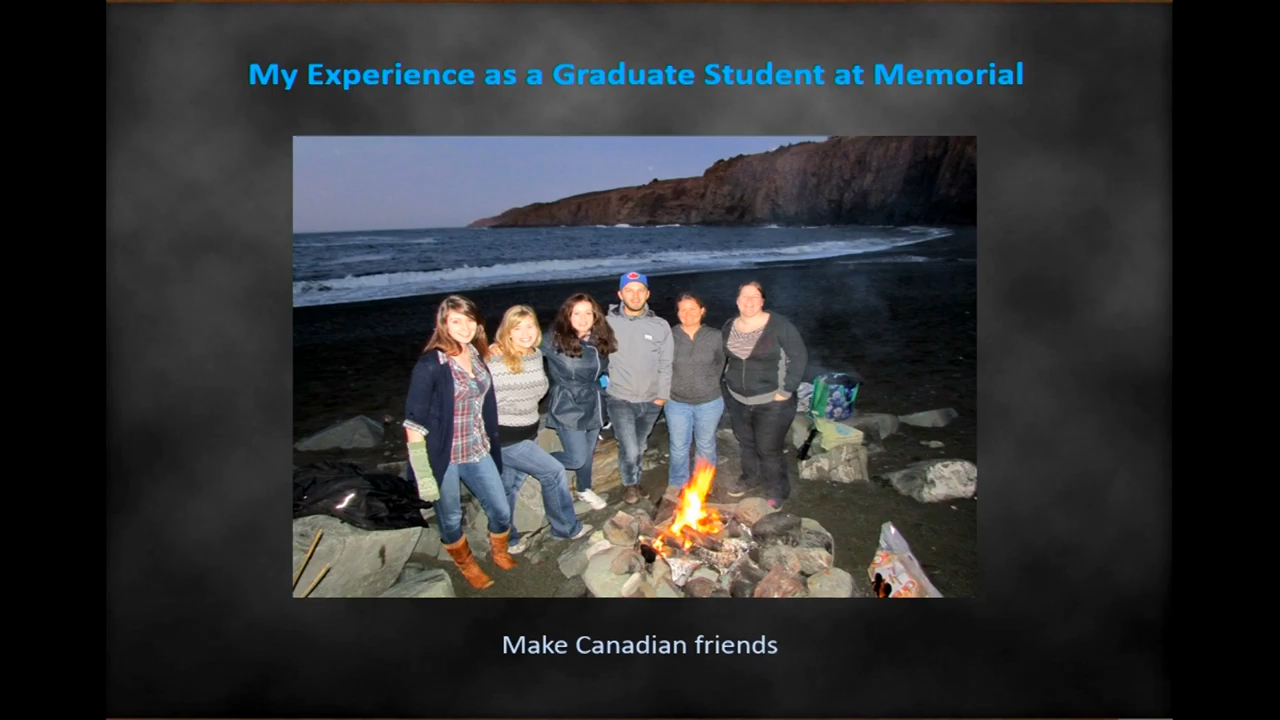 My Experience as a Graduate Student at Memorial
Make Canadian friends